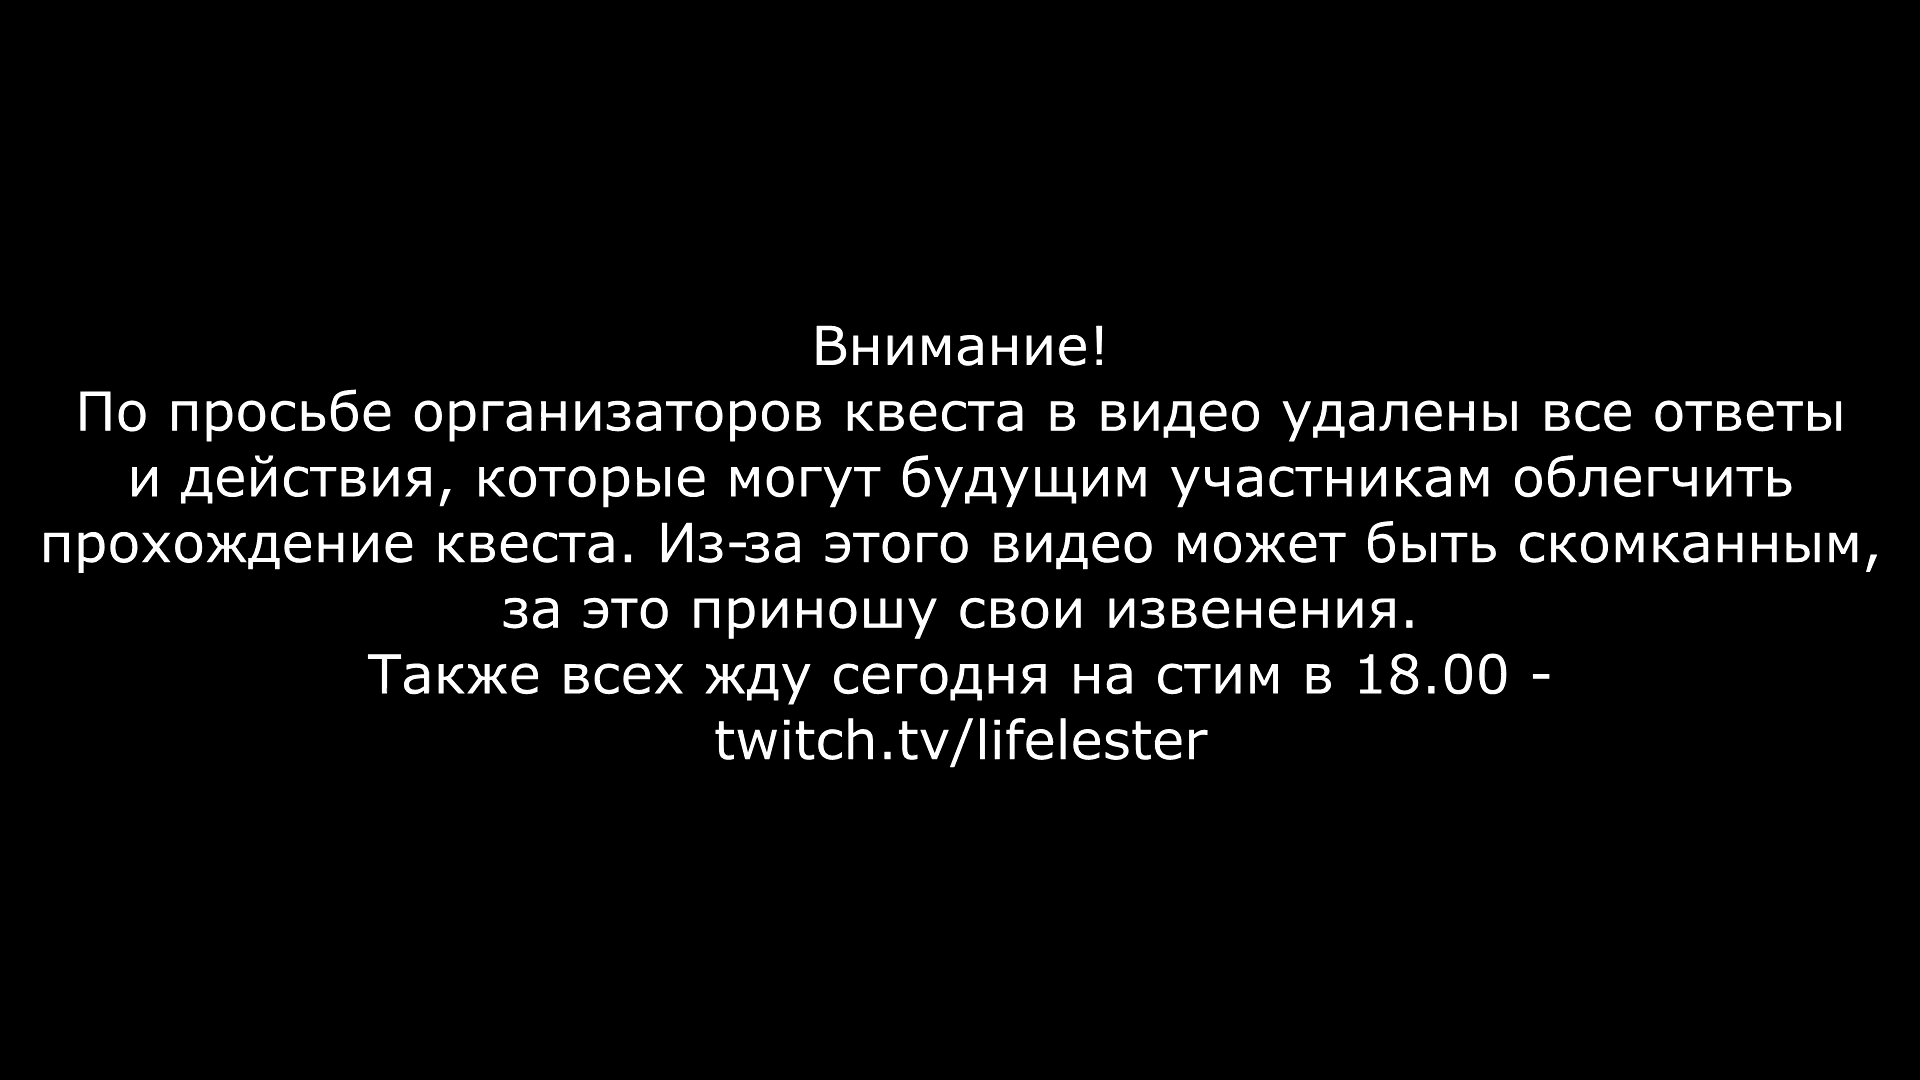 Внимание!
По просьбе организаторов квеста в видео удалены все ответы
и действия, которые могут будущим участникам облегчить
прохождение квеста. Из-за этого видео может быть скомканным,
за это приношу свои извенения.
Также всех жду сегодня на стим в 18.00 -
twitch.tv/lifelester